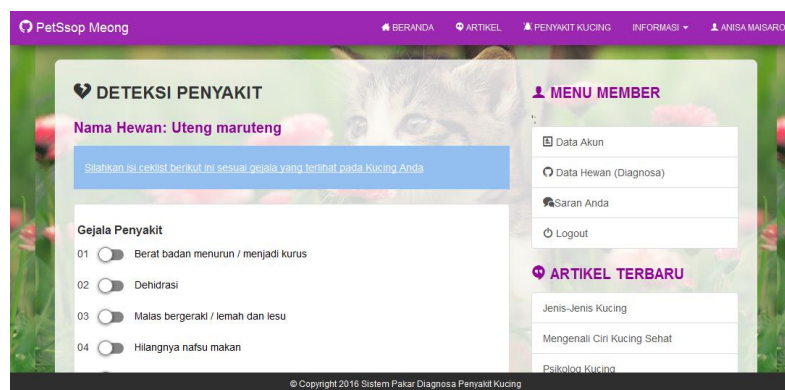 PetSsop Meong
BERANDA
ARTIKEL
PENYAKIT KUCING
INFORMASI
ANISA MAISARO
DETEKSI PENYAKIT
Nama Hewan: Uteng maruteng
Silahkan isi ceklist berikut ini sesuai gejala yang terlihat pada Kucing Anda
Gejala Penyakit
01 Berat badan menurun / menjadi kurus
02 Dehidrasi
03 Malas bergerakl / lemah dan lesu
04 Hilangnya nafsu makan
MENU MEMBER
';
Data Akun
Data Hewan (Diagnosa)
Saran Anda
Logout
ARTIKEL TERBARU
Jenis-Jenis Kucing
Mengenali Ciri Kucing Sehat
Psikolog Kucing
© Copyright 2016 Sistem Pakar Diagnosa Penyakit Kucing